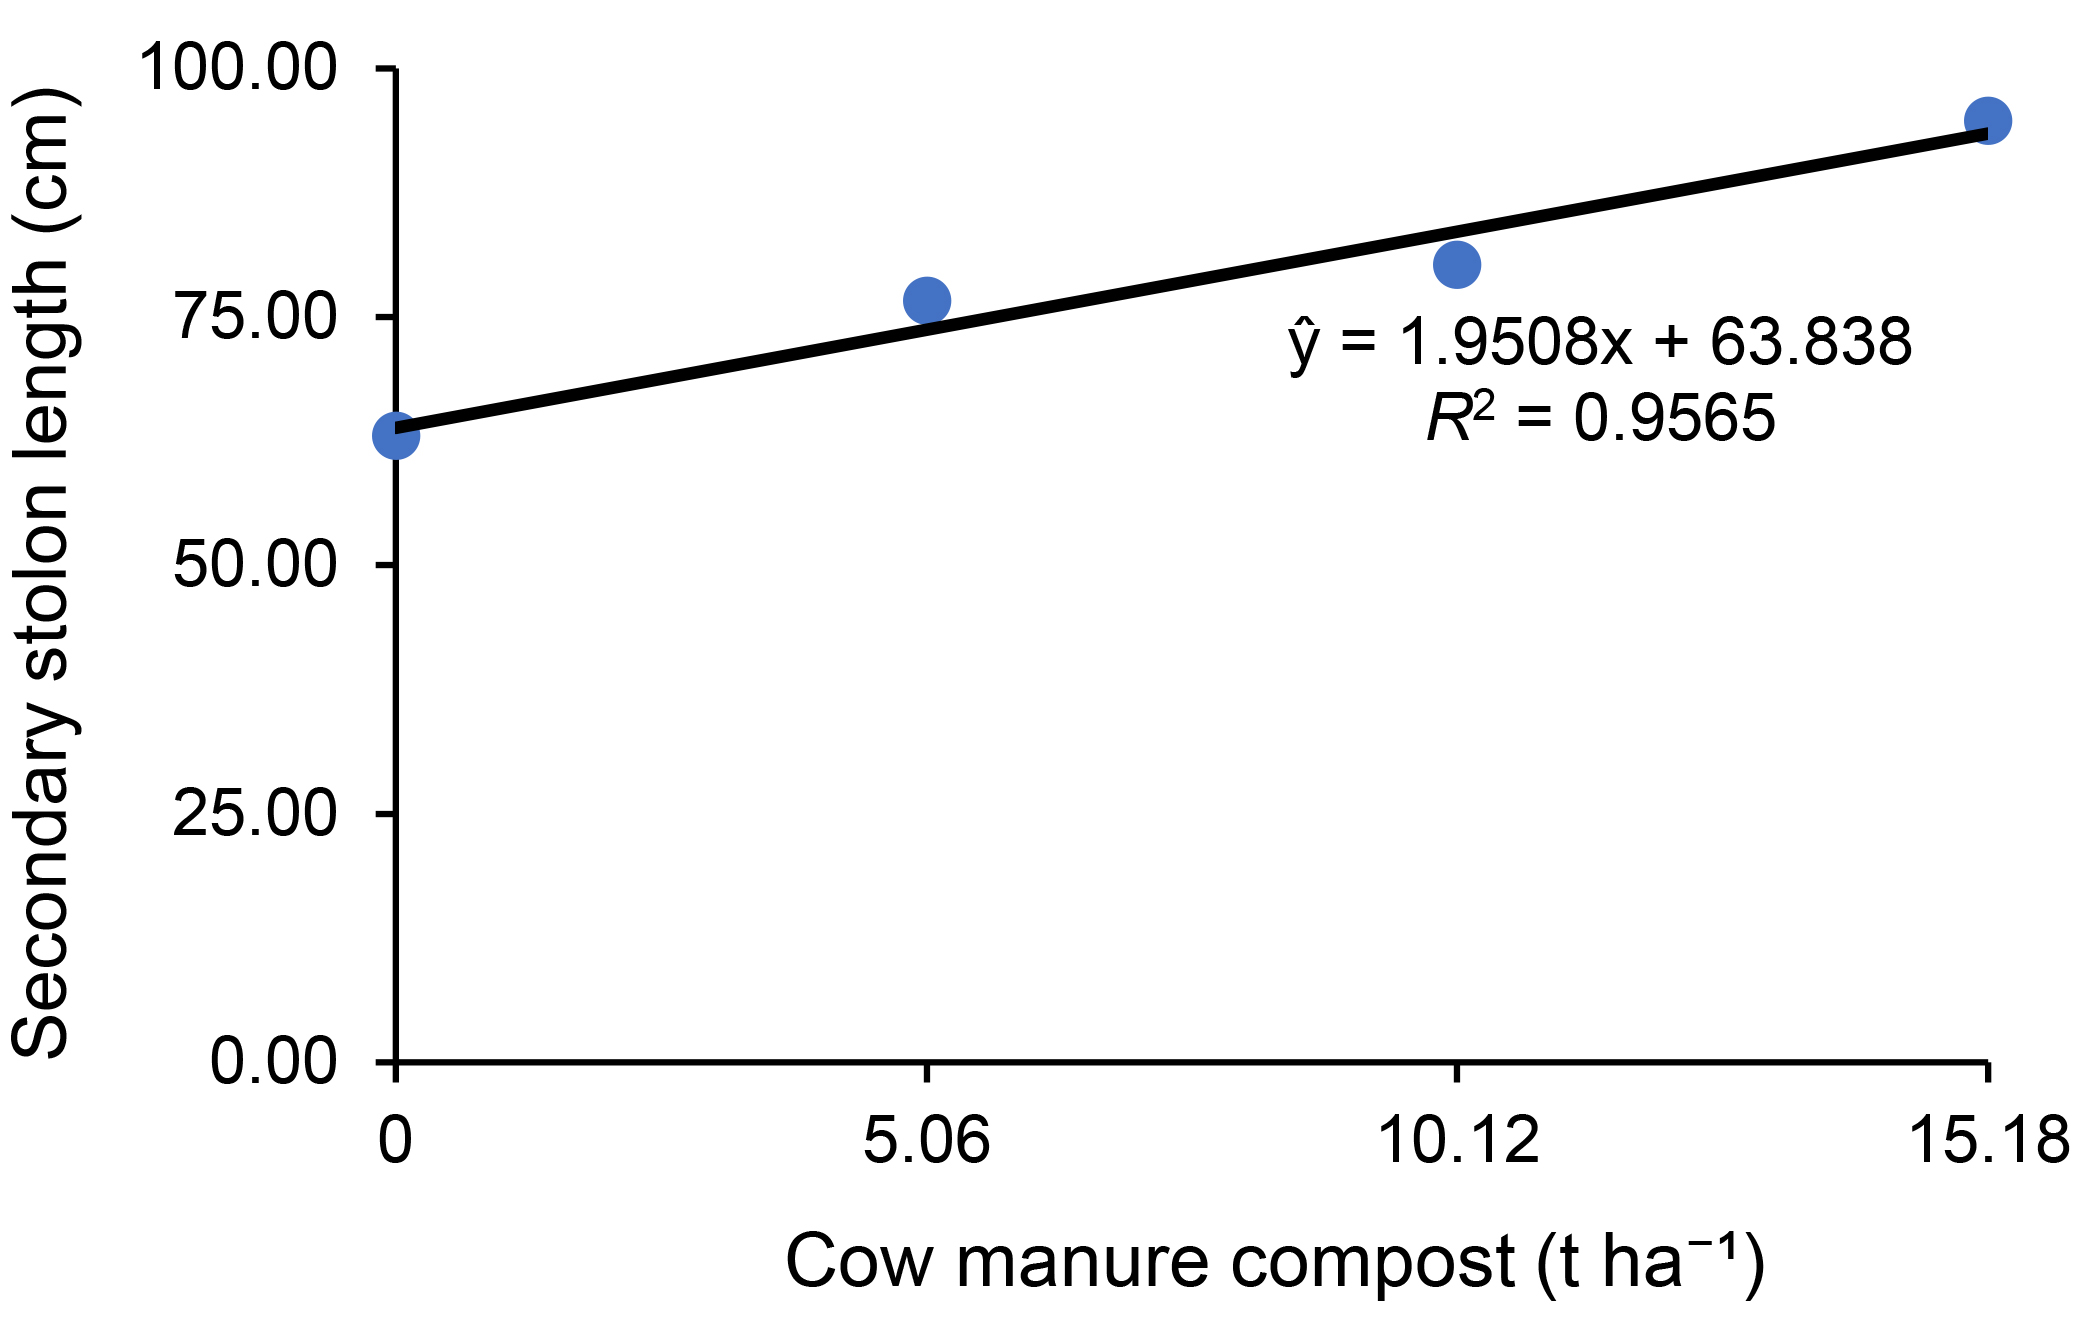 Secondary stolon length (cm)
100.00
75.00
50.00
25.00
0.00
ŷ = 1.9508x + 63.838
R² = 0.9565
0 5.06 10.12 15.18
Cow manure compost (t ha⁻¹)